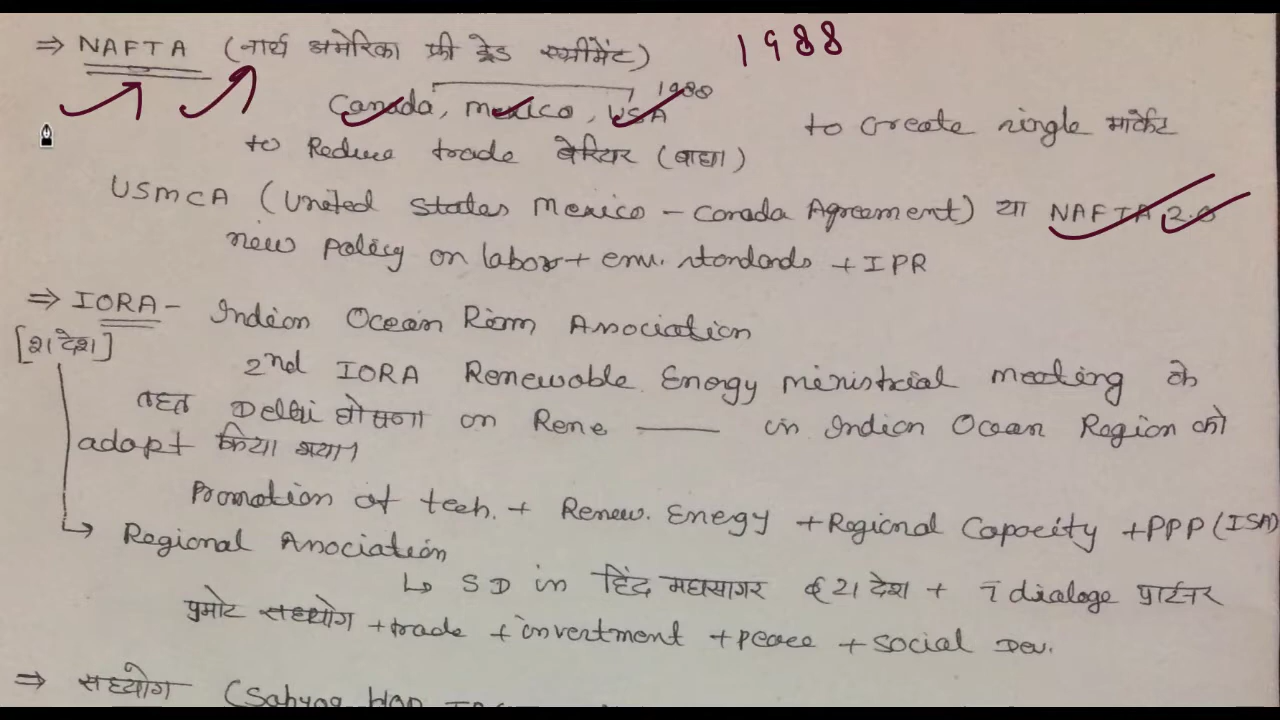 ⇒ NAFTA (नार्थ अमेरिका फ्री ट्रेड एग्रीमेंट) 1988
Canada, Mexico, USA 1988
to create single मार्केट
to Reduce trade बेरियर (बाधा)
USMCA (United States Mexico - Canada Agreement) या NAFTA 2.0
new policy on labor + env. standards + IPR
⇒ IORA - Indian Ocean Rim Association
[21 देश]
2nd IORA Renewable Energy ministrial meeting के
तहत Delhi घोसना on Rene —— in Indian Ocean Region को
adopt किया गया।
Promotion of tech. + Renew. Energy + Regional Capacity + PPP (ISA)
→ Regional Association
↳ SD in हिंद महासागर 21 देश + 7 dialoge पार्टनर
प्रमोट सहयोग + trade + investment + peace + social Dev.
⇒ सहयोग (Sahyog